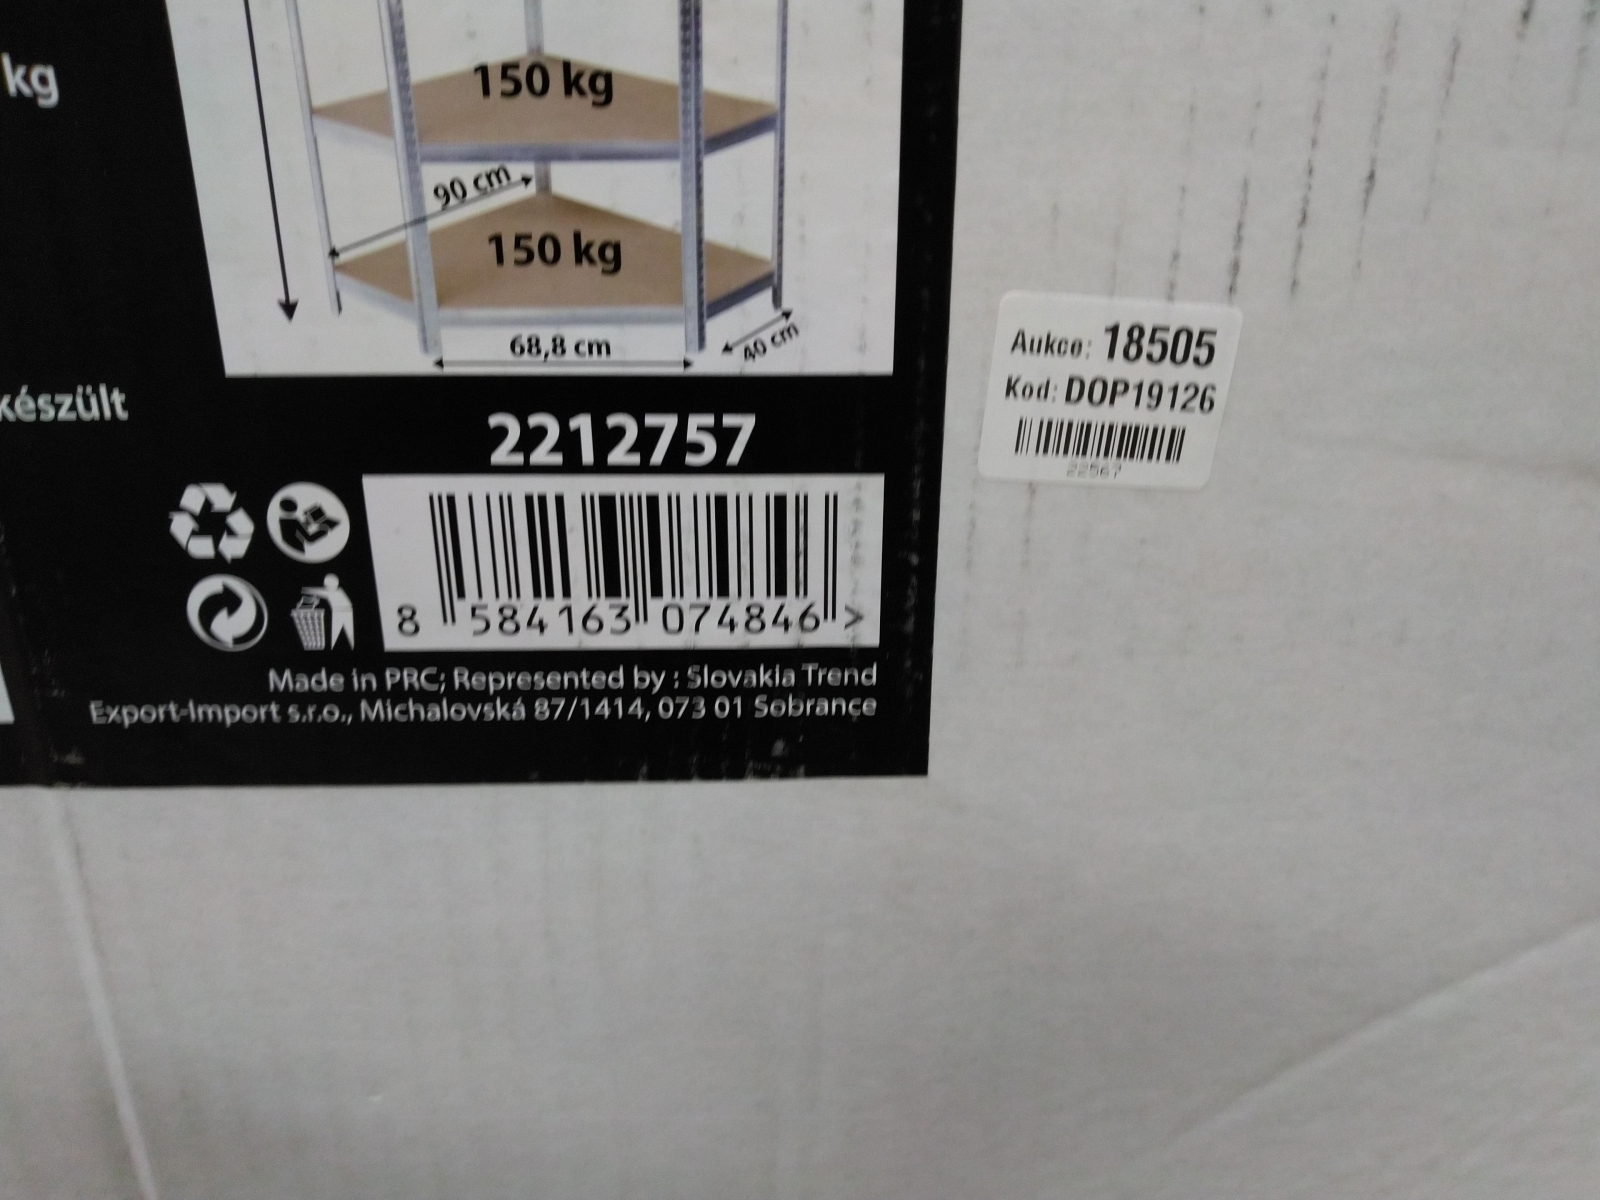 kg
150 kg
90 cm
150 kg
68,8 cm
40 cm
készült
2212757
8 584163 074846 >
Made in PRC; Represented by : Slovakia Trend
Export-Import s.r.o., Michalovská 87/1414, 073 01 Sobrance
Aukce: 18505
Kod: DOP19126
22567